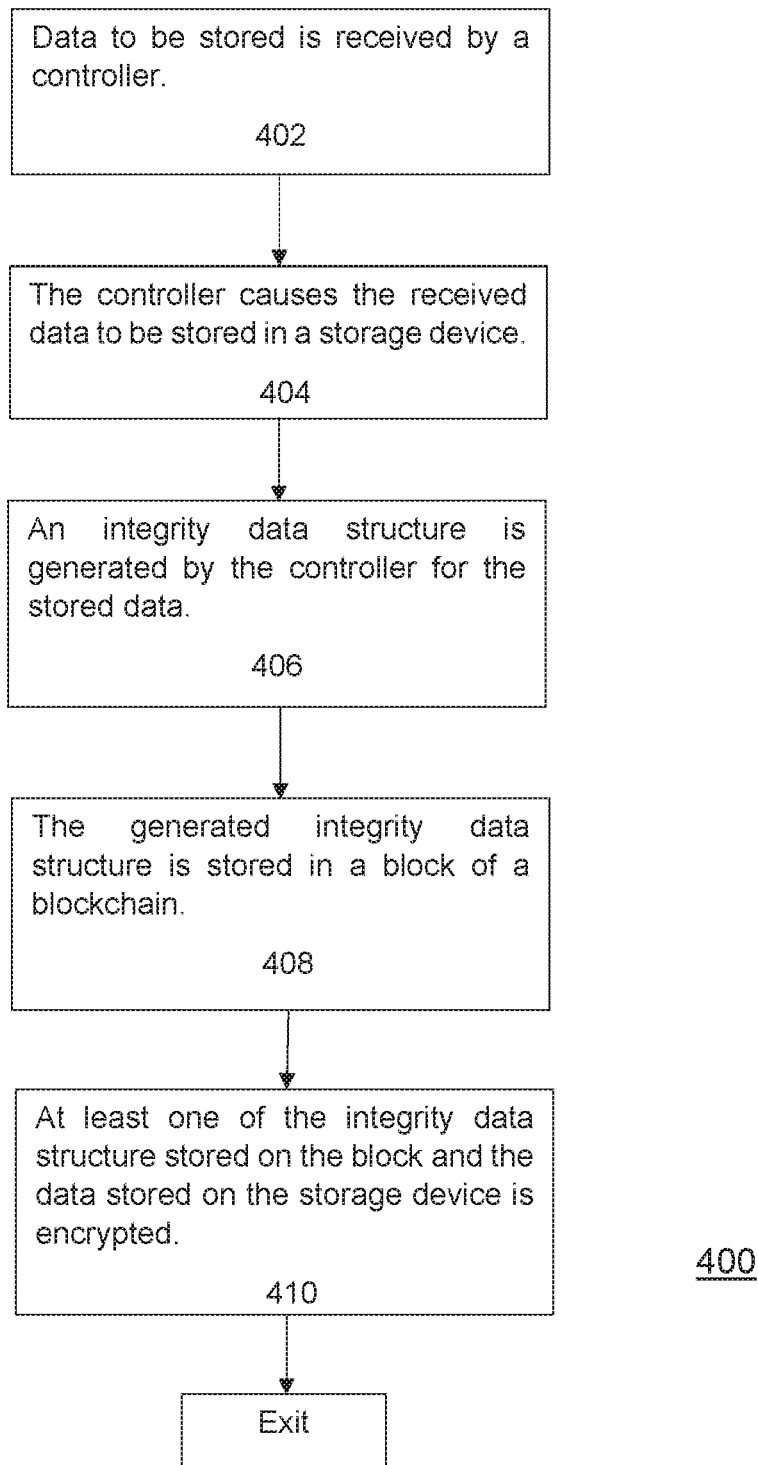 Data to be stored is received by a
controller.
402
The controller causes the received
data to be stored in a storage device.
404
An integrity data structure is
generated by the controller for the
stored data.
406
The generated integrity data
structure is stored in a block of a
blockchain.
408
At least one of the integrity data
structure stored on the block and the
data stored on the storage device is
encrypted.
410
400
Exit